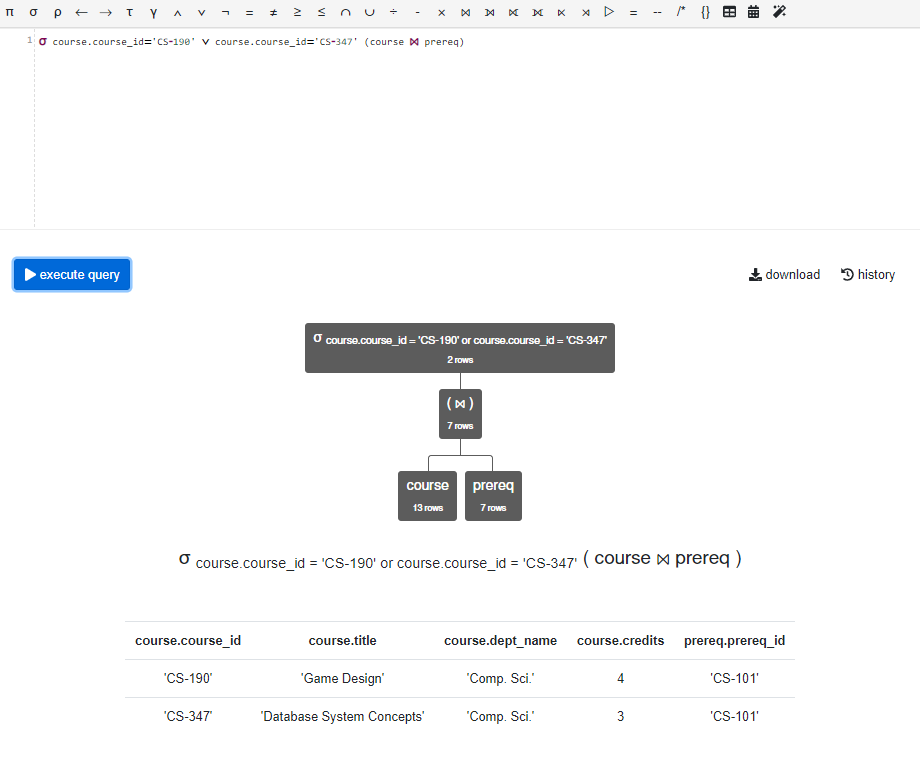 π σ ρ ← → τ γ ∧ ∨ ¬ = ≠ ≥ ≤ ∩ ∪ ÷ - × ⋈ ⟕ ⟖ ⟗ ⋉ ⋊ ▷ = -- /* {}
1 σ course.course_id='CS-190' ∨ course.course_id='CS-347' (course ⋈ prereq)
execute query
download history
σ course.course_id = 'CS-190' or course.course_id = 'CS-347'
2 rows
( ⋈ )
7 rows
course prereq
13 rows 7 rows
σ course.course_id = 'CS-190' or course.course_id = 'CS-347' ( course ⋈ prereq )
course.course_id course.title course.dept_name course.credits prereq.prereq_id
'CS-190' 'Game Design' 'Comp. Sci.' 4 'CS-101'
'CS-347' 'Database System Concepts' 'Comp. Sci.' 3 'CS-101'